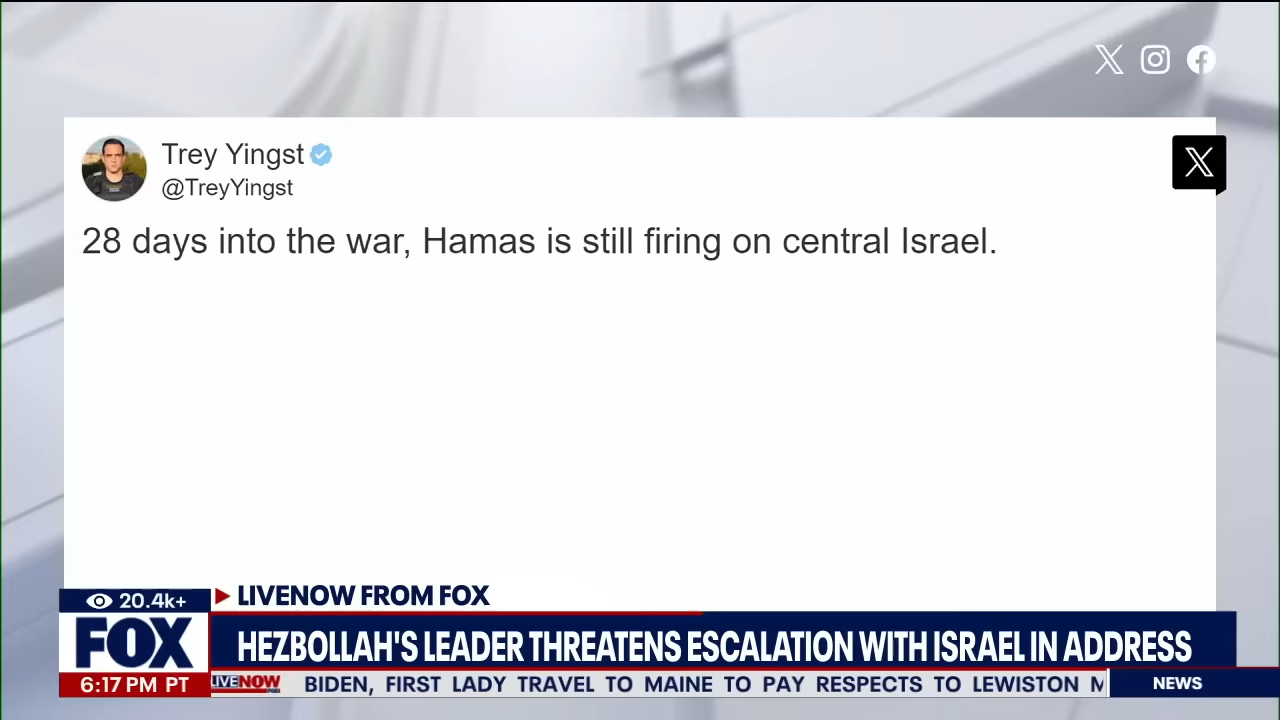 Trey Yingst
@TreyYingst
28 days into the war, Hamas is still firing on central Israel.
20.4k+
LIVENOW FROM FOX
FOX
HEZBOLLAH'S LEADER THREATENS ESCALATION WITH ISRAEL IN ADDRESS
6:17 PM PT
LIVENOW
BIDEN, FIRST LADY TRAVEL TO MAINE TO PAY RESPECTS TO LEWISTON
NEWS